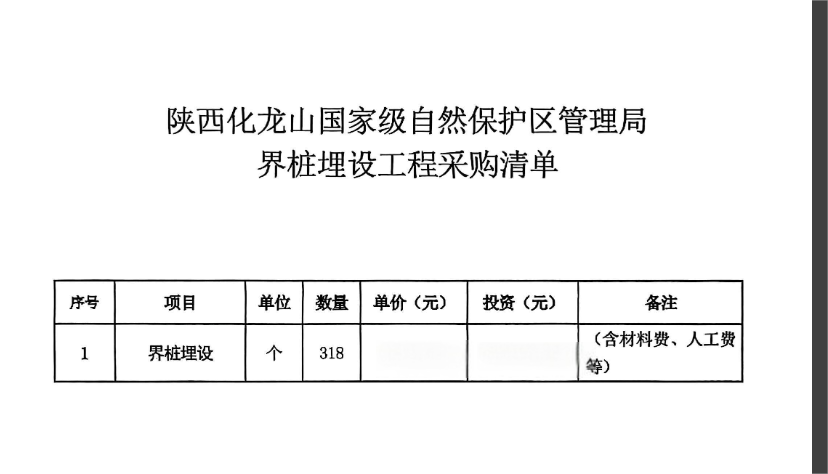 陕西化龙山国家级自然保护区管理局
界桩埋设工程采购清单
序号 项目 单位 数量 单价（元） 投资（元） 备注
1 界桩埋设 个 318 （含材料费、人工费
等）